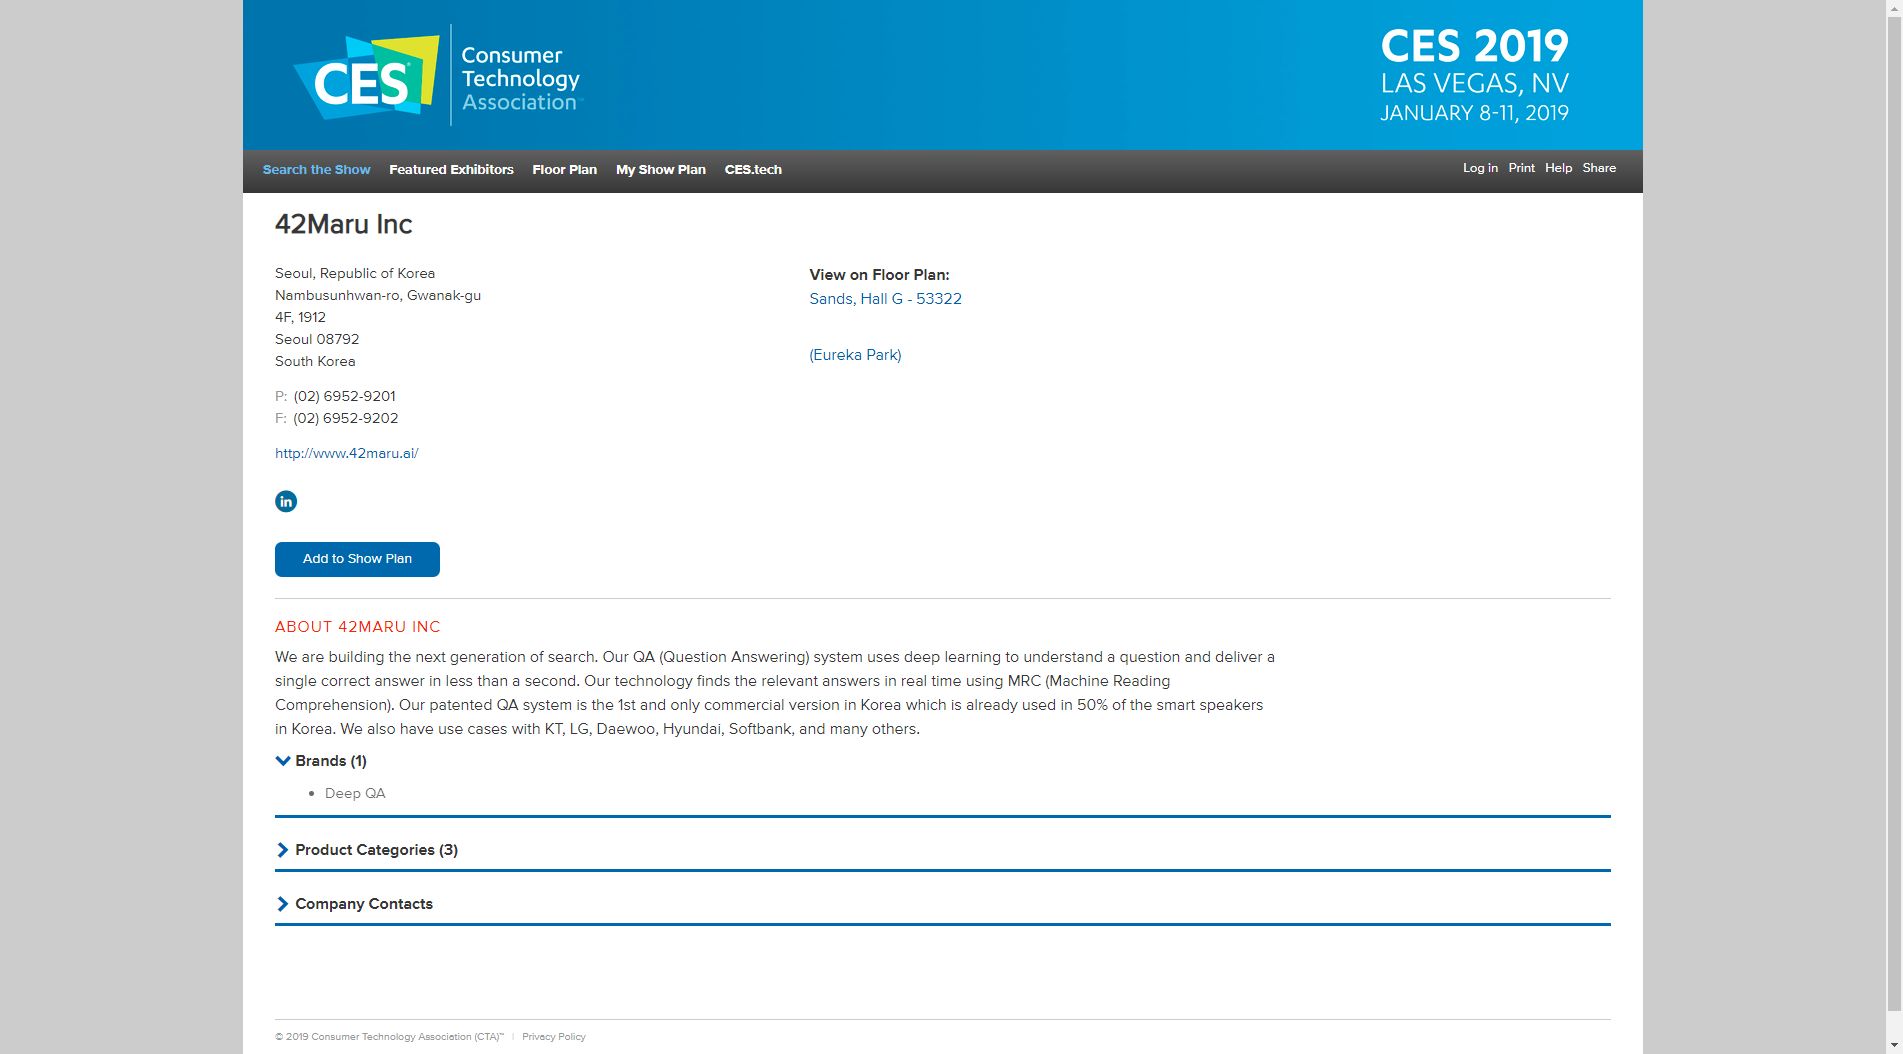 CES
Consumer
Technology
Association
CES 2019
LAS VEGAS, NV
JANUARY 8-11, 2019
Search the Show Featured Exhibitors Floor Plan My Show Plan CES.tech Log in Print Help Share
42Maru Inc
Seoul, Republic of Korea
Nambusunhwan-ro, Gwanak-gu
4F, 1912
Seoul 08792
South Korea
P: (02) 6952-9201
F: (02) 6952-9202
http://www.42maru.ai/
in
Add to Show Plan
View on Floor Plan:
Sands, Hall G - 53322
(Eureka Park)
ABOUT 42MARU INC
We are building the next generation of search. Our QA (Question Answering) system uses deep learning to understand a question and deliver a
single correct answer in less than a second. Our technology finds the relevant answers in real time using MRC (Machine Reading
Comprehension). Our patented QA system is the 1st and only commercial version in Korea which is already used in 50% of the smart speakers
in Korea. We also have use cases with KT, LG, Daewoo, Hyundai, Softbank, and many others.
Brands (1)
• Deep QA
Product Categories (3)
Company Contacts
© 2019 Consumer Technology Association (CTA)™ | Privacy Policy